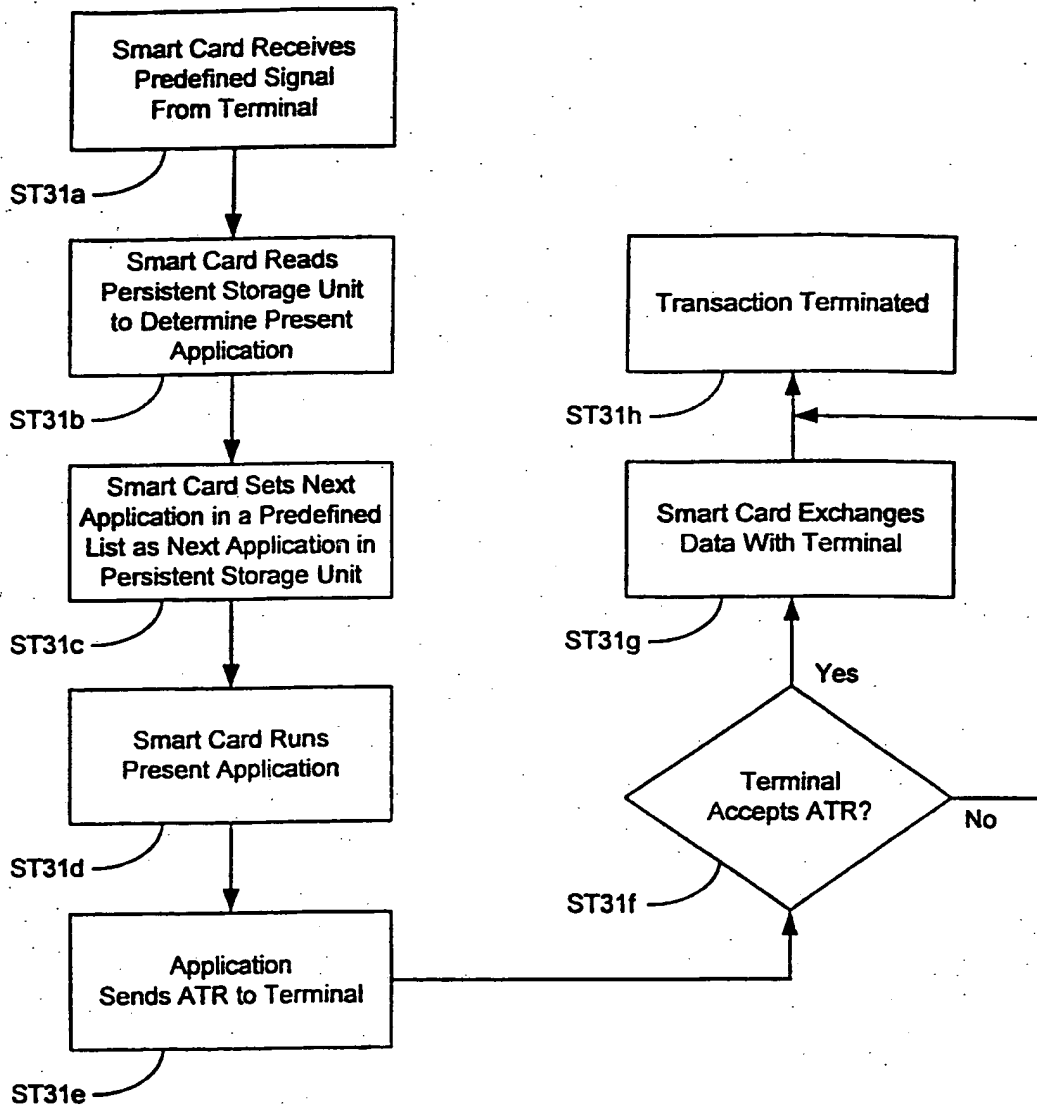 Smart Card Receives
Predefined Signal
From Terminal
ST31a
Smart Card Reads
Persistent Storage Unit
to Determine Present
Application
ST31b
Smart Card Sets Next
Application in a Predefined
List as Next Application in
Persistent Storage Unit
ST31c
Smart Card Runs
Present Application
ST31d
Application
Sends ATR to Terminal
ST31e
Terminal
Accepts ATR?
ST31f
Yes
No
Smart Card Exchanges
Data With Terminal
ST31g
Transaction Terminated
ST31h